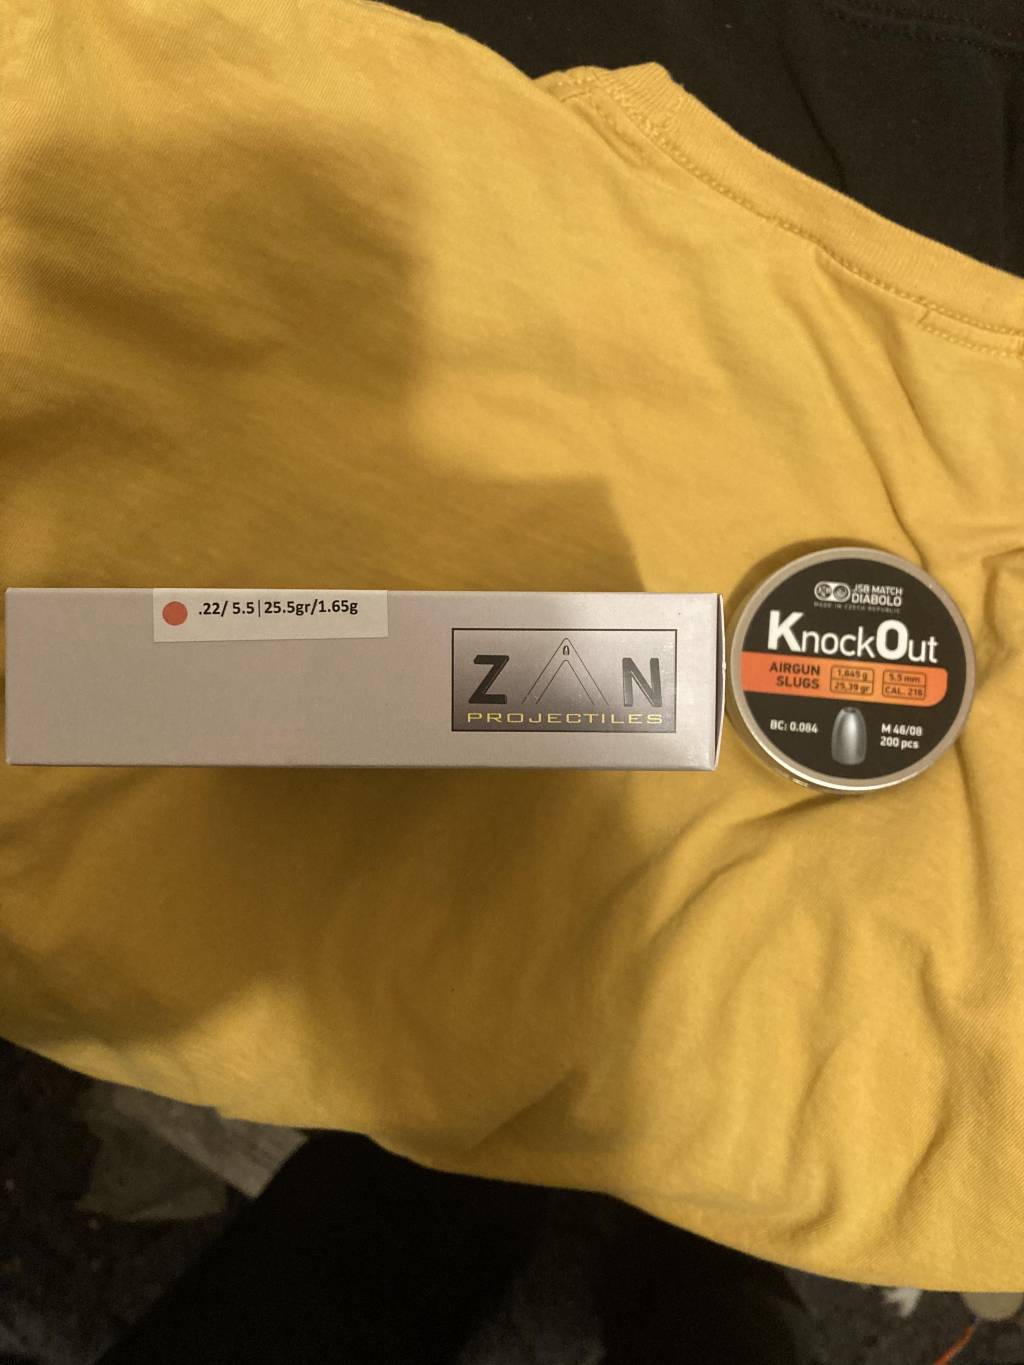 .22/ 5.5|25.5gr/1.65g
ZAN
PROJECTILES
JSB MATCH
DIABOLO
MADE IN CZECH REPUBLIC
KnockOut
AIRGUN
SLUGS
1,645 g
25,39 gr
5.5 mm
CAL. 216
BC: 0.084
M 46/08
200 pcs